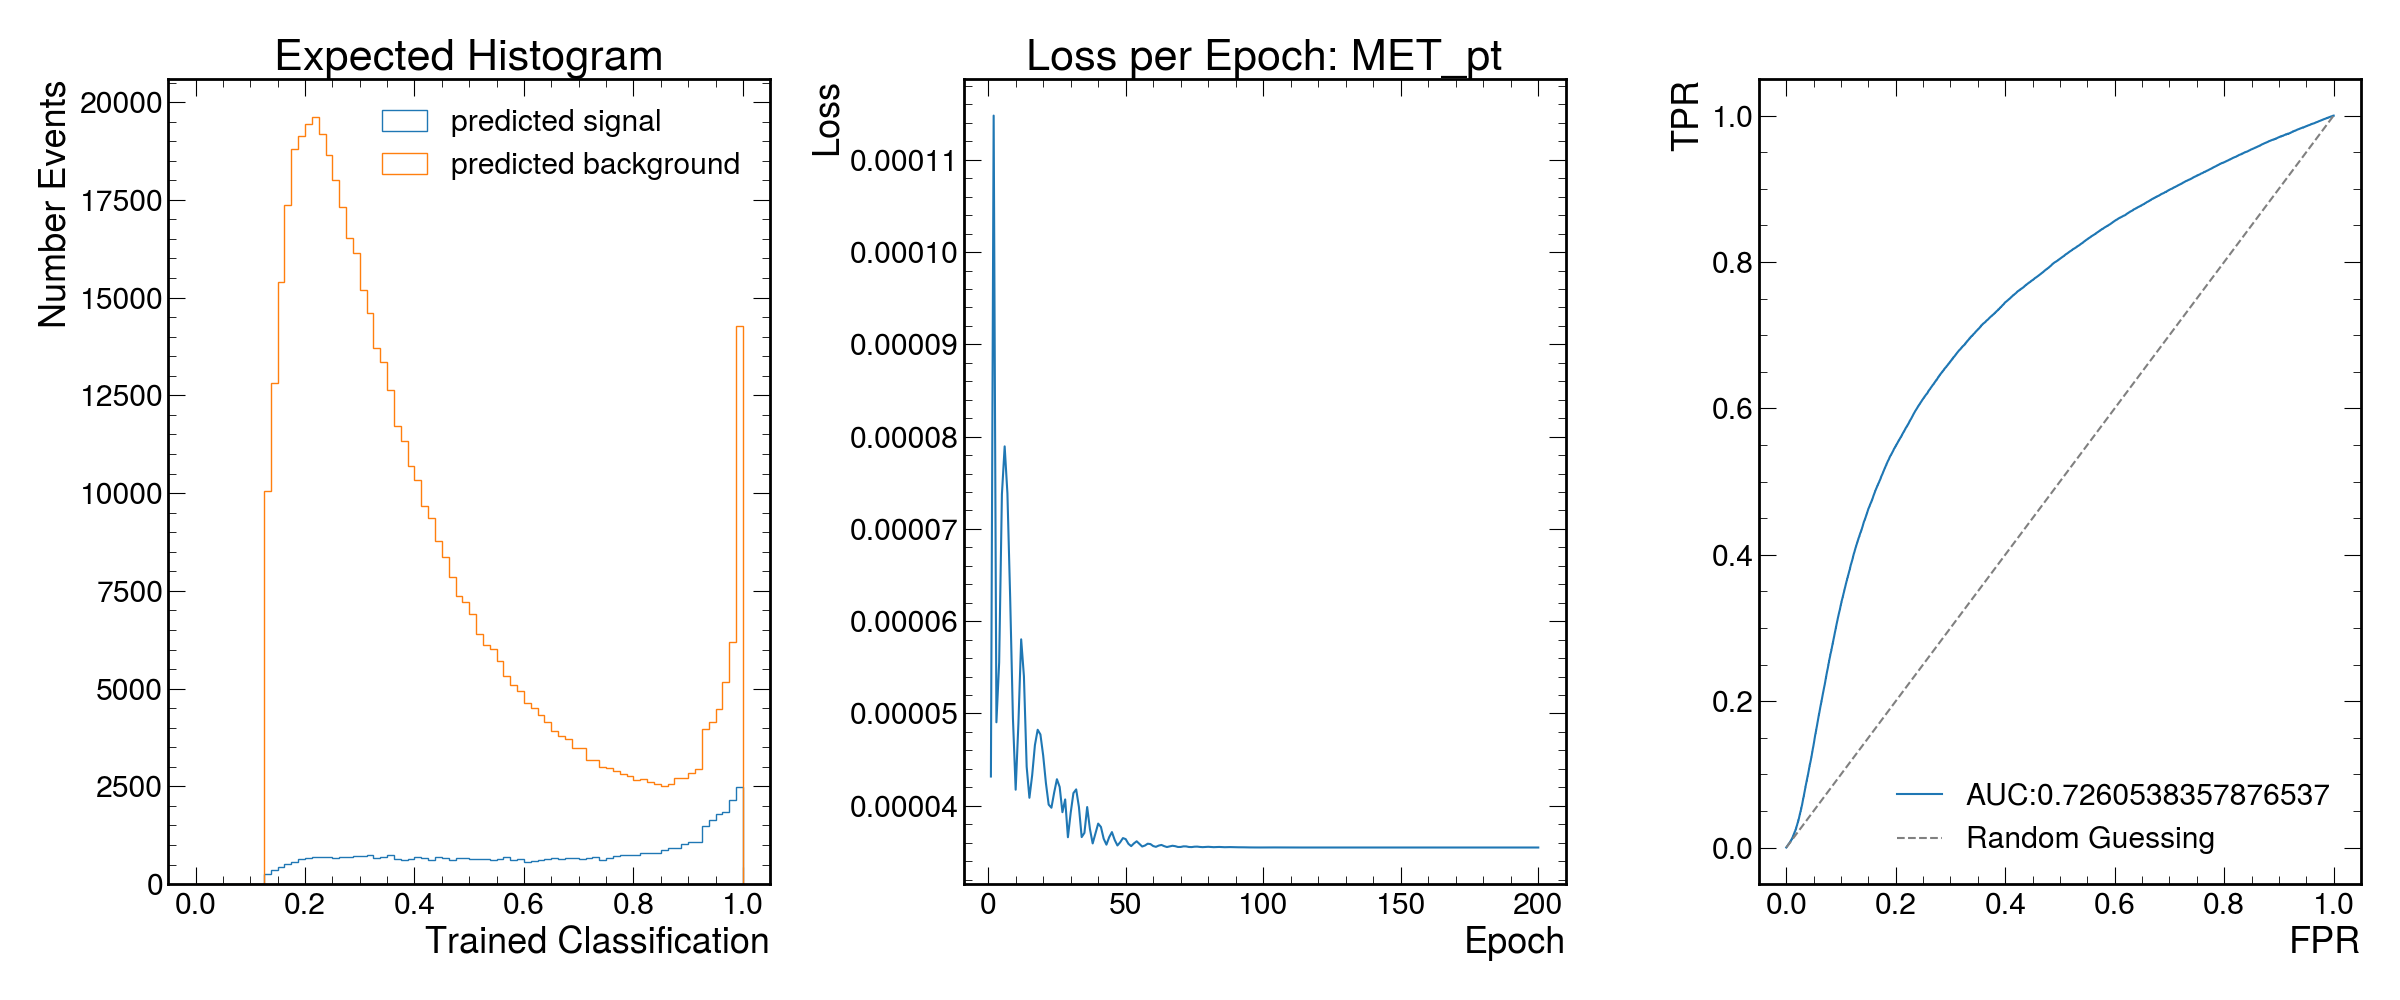 Expected Histogram
Number Events
20000
17500
15000
12500
10000
7500
5000
2500
0
predicted signal
predicted background
0.0 0.2 0.4 0.6 0.8 1.0
Trained Classification
Loss per Epoch: MET_pt
Loss
0.00011
0.00010
0.00009
0.00008
0.00007
0.00006
0.00005
0.00004
0 50 100 150 200
Epoch
TPR
1.0
0.8
0.6
0.4
0.2
0.0
AUC:0.7260538357876537
Random Guessing
0.0 0.2 0.4 0.6 0.8 1.0
FPR